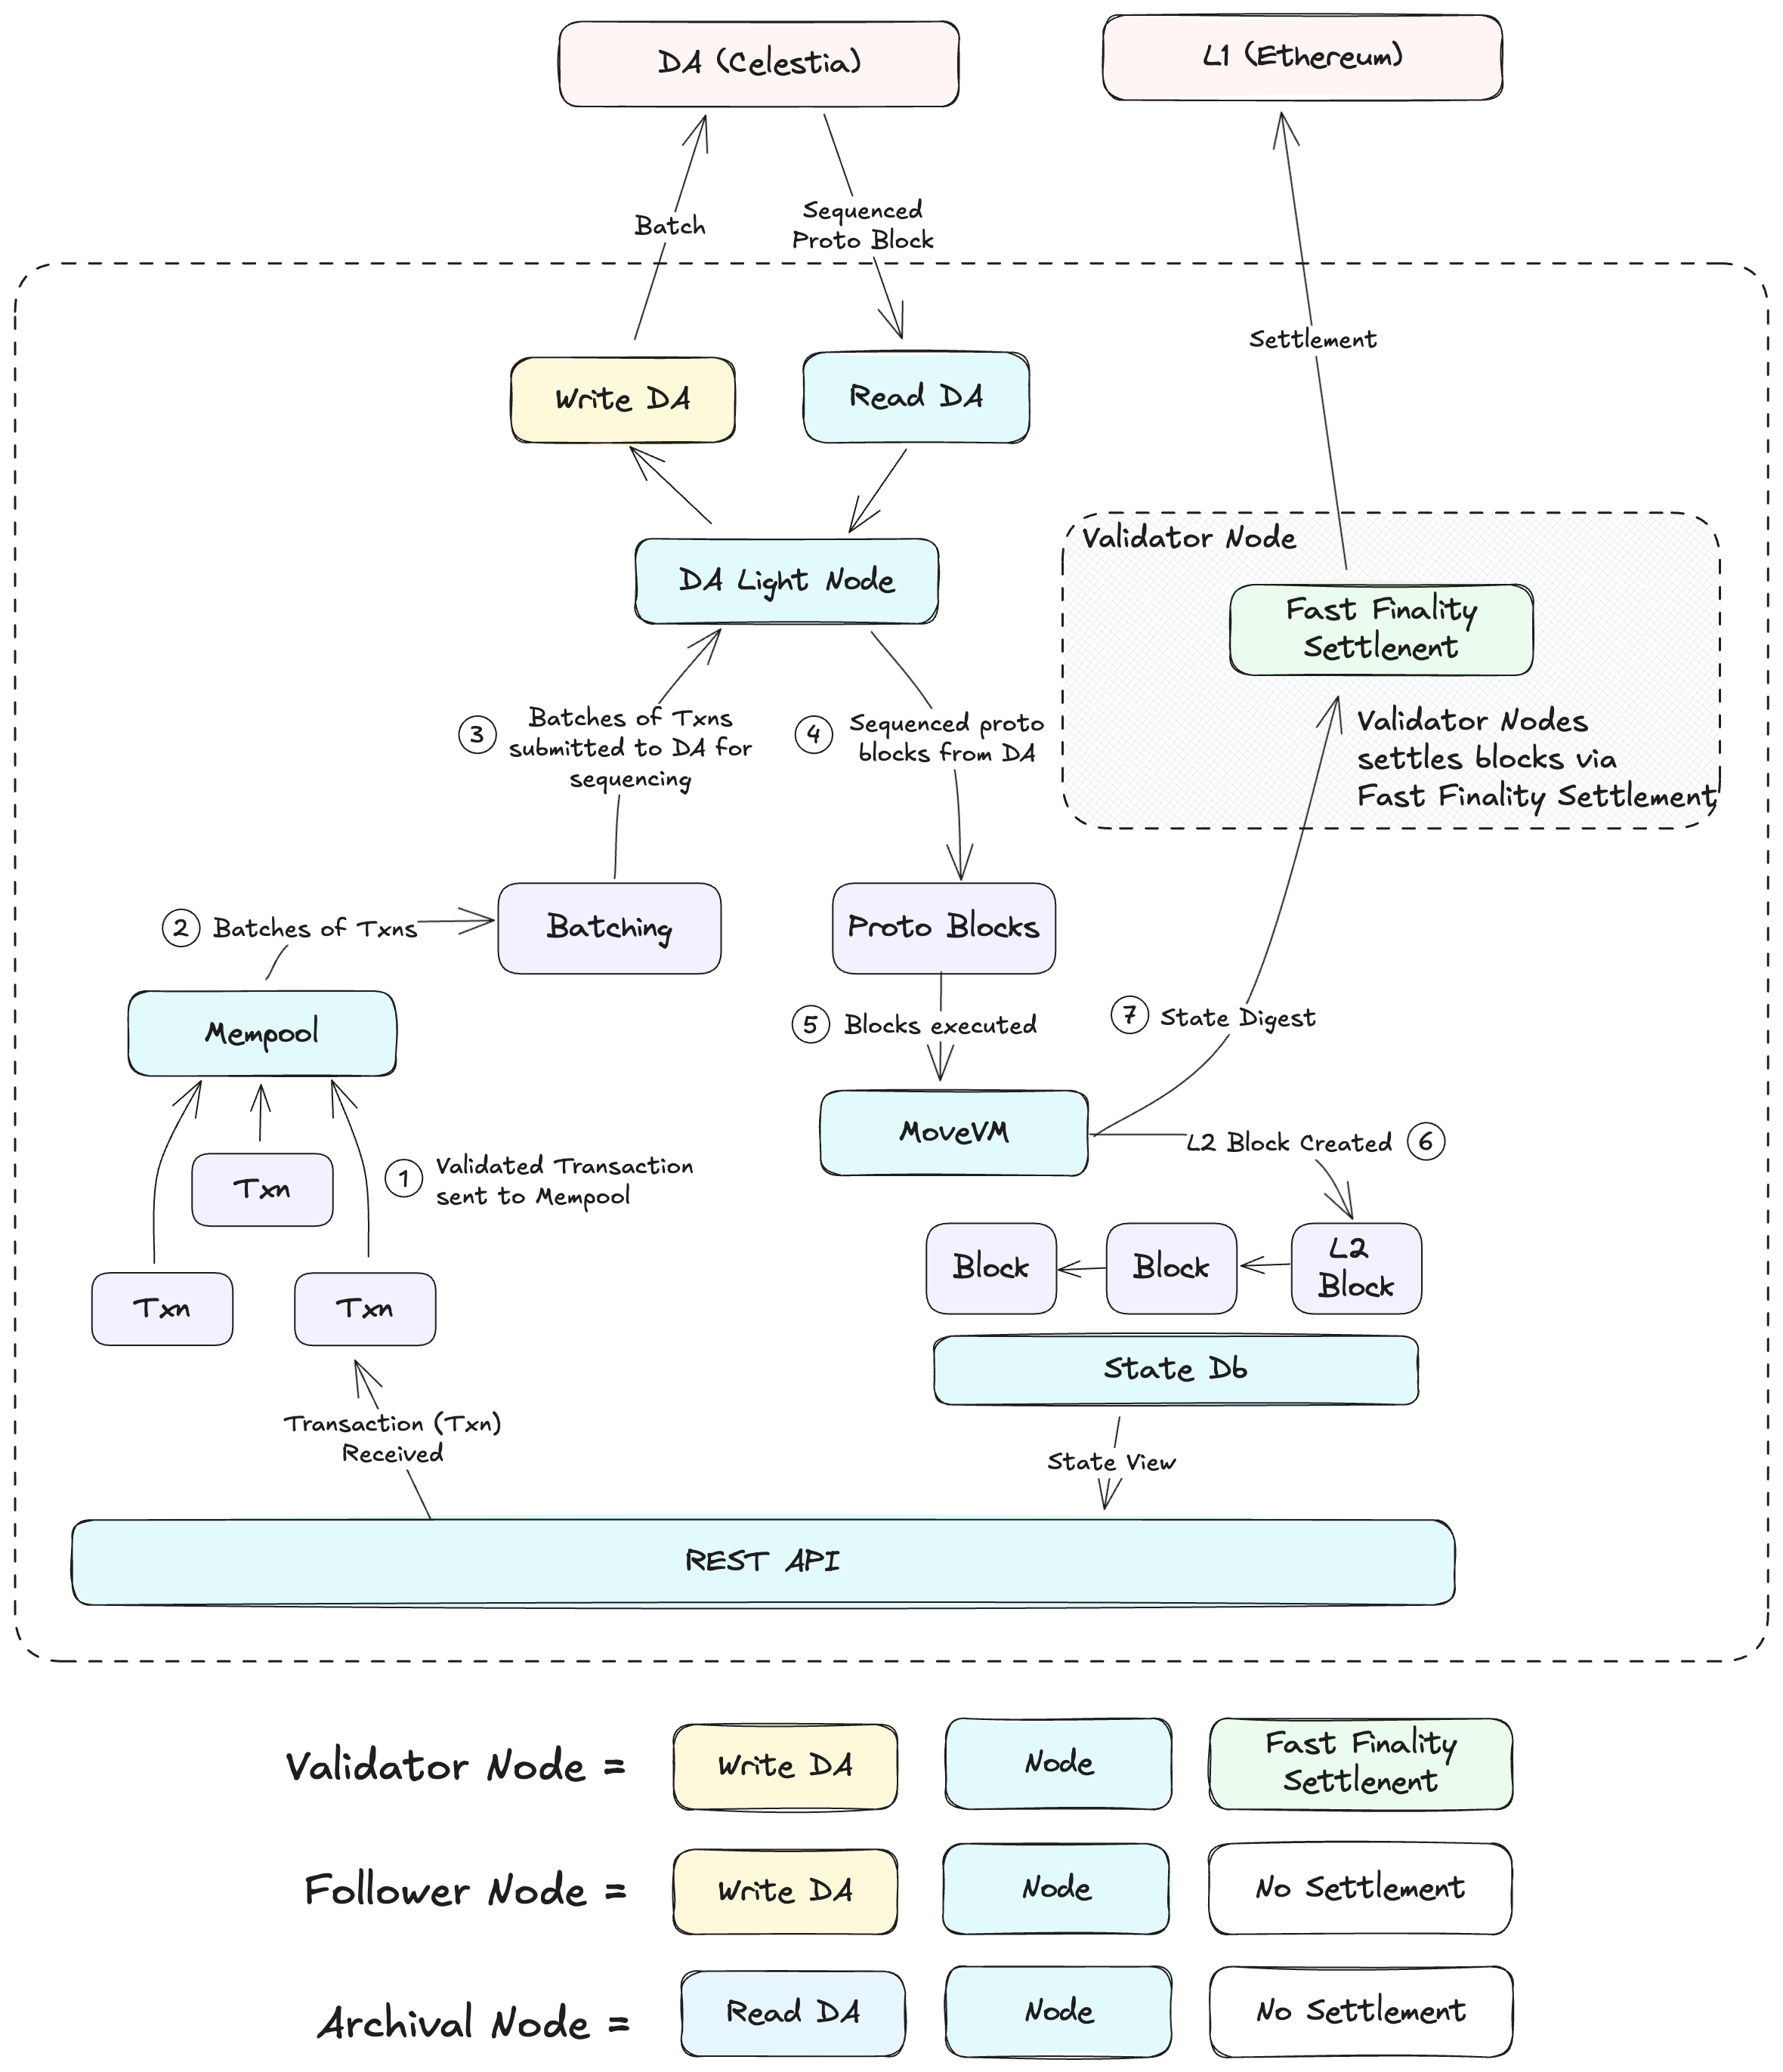 DA (Celestia)
L1 (Ethereum)
Batch
Sequenced
Proto Block
Settlement
Write DA
Read DA
DA Light Node
Validator Node
Fast Finality
Settlenent
Validator Nodes
settles blocks via
Fast Finality Settlement
3
Batches of Txns
submitted to DA for
sequencing
4
Sequenced proto
blocks from DA
2
Batches of Txns
Batching
Proto Blocks
Mempool
5
Blocks executed
7
State Digest
MoveVM
L2 Block Created
6
1
Validated Transaction
sent to Mempool
Txn
Txn
Txn
Block
Block
L2
Block
State Db
Transaction (Txn)
Received
State View
REST API
Validator Node =
Write DA
Node
Fast Finality
Settlenent
Follower Node =
Write DA
Node
No Settlement
Archival Node =
Read DA
Node
No Settlement